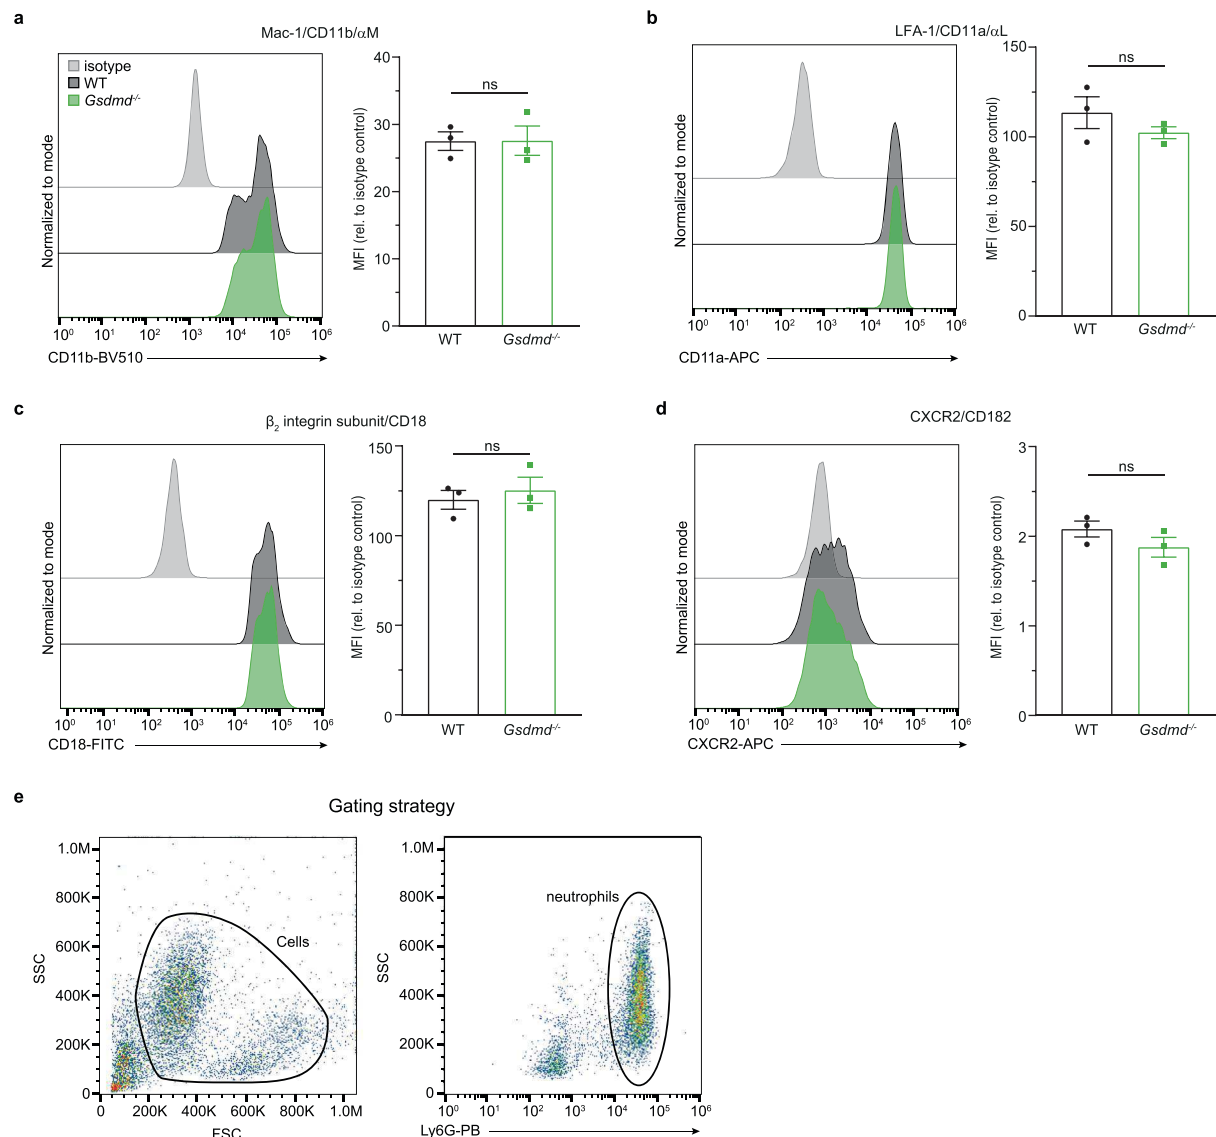 a
Mac-1/CD11b/αM
isotype
WT
Gsdmd-/-
Normalized to mode
10⁰ 10¹ 10² 10³ 10⁴ 10⁵ 10⁶
CD11b-BV510
MFI (rel. to isotype control)
40
30
20
10
0
ns
WT Gsdmd-/-
b
LFA-1/CD11a/αL
Normalized to mode
10⁰ 10¹ 10² 10³ 10⁴ 10⁵ 10⁶
CD11a-APC
MFI (rel. to isotype control)
150
100
50
0
ns
WT Gsdmd-/-
c
β₂ integrin subunit/CD18
Normalized to mode
10⁰ 10¹ 10² 10³ 10⁴ 10⁵ 10⁶
CD18-FITC
MFI (rel. to isotype control)
150
100
50
0
ns
WT Gsdmd-/-
d
CXCR2/CD182
Normalized to mode
10⁰ 10¹ 10² 10³ 10⁴ 10⁵ 10⁶
CXCR2-APC
MFI (rel. to isotype control)
3
2
1
0
ns
WT Gsdmd-/-
e
Gating strategy
SSC
1.0M
800K
600K
400K
200K
0
Cells
0 200K 400K 600K 800K 1.0M
FSC
SSC
1.0M
800K
600K
400K
200K
0
neutrophils
10⁰ 10¹ 10² 10³ 10⁴ 10⁵ 10⁶
Ly6G-PB